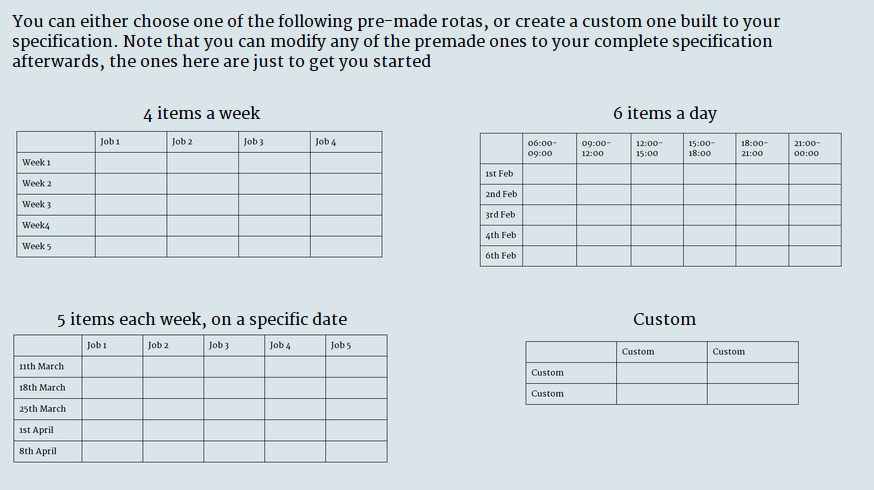 You can either choose one of the following pre-made rotas, or create a custom one built to your
specification. Note that you can modify any of the premade ones to your complete specification
afterwards, the ones here are just to get you started
4 items a week
Job 1 Job 2 Job 3 Job 4
Week 1
Week 2
Week 3
Week4
Week 5
6 items a day
06:00- 09:00- 12:00- 15:00- 18:00- 21:00-
09:00 12:00 15:00 18:00 21:00 00:00
1st Feb
2nd Feb
3rd Feb
4th Feb
6th Feb
5 items each week, on a specific date
Job 1 Job 2 Job 3 Job 4 Job 5
11th March
18th March
25th March
1st April
8th April
Custom
Custom Custom
Custom
Custom